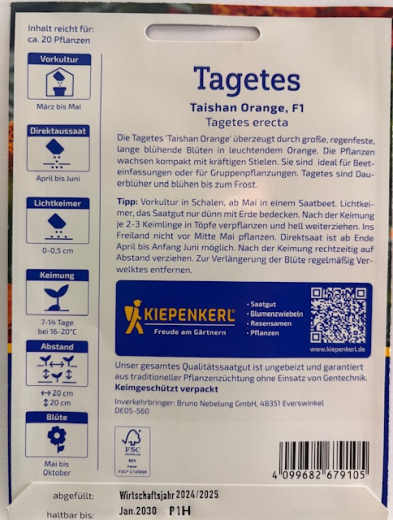 Inhalt reicht für:
ca. 20 Pflanzen
Vorkultur
März bis Mai
Direktaussaat
April bis Juni
Lichtkeimer
0-0,5 cm
Keimung
7-14 Tage
bei 16-20°C
Abstand
20 cm
20 cm
Blüte
Mai bis
Oktober
Tagetes
Taishan Orange, F1
Tagetes erecta
Die Tagetes 'Taishan Orange' überzeugt durch große, regenfeste,
lange blühende Blüten in leuchtendem Orange. Die Pflanzen
wachsen kompakt mit kräftigen Stielen. Sie sind ideal für Beet-
einfassungen oder für Gruppenpflanzungen. Tagetes sind Dau-
erblüher und blühen bis zum Frost.
Tipp: Vorkultur in Schalen, ab Mai in einem Saatbeet. Lichtkei-
mer, das Saatgut nur dünn mit Erde bedecken. Nach der Keimung
je 2-3 Keimlinge in Töpfe verpflanzen und hell weiterziehen. Ins
Freiland nicht vor Mitte Mai pflanzen. Direktsaat ist ab Ende
April bis Anfang Juni möglich. Nach der Keimung rechtzeitig auf
Abstand verziehen. Zur Verlängerung der Blüte regelmäßig Ver-
welktes entfernen.
KIEPENKERL
Freude am Gärtnern
· Saatgut
· Blumenzwiebeln
· Rasensamen
· Pflanzen
www.kiepenkerl.de
Unser gesamtes Qualitätssaatgut ist ungebeizt und garantiert
aus traditioneller Pflanzenzüchtung ohne Einsatz von Gentechnik.
Keimgeschützt verpackt
Inverkehrbringer: Bruno Nebelung GmbH, 48351 Everswinkel
DE05-560
FSC
MIX
4 099682 679105
abgefüllt: Wirtschaftsjahr 2024/2025
haltbar bis: Jan.2030 P1H